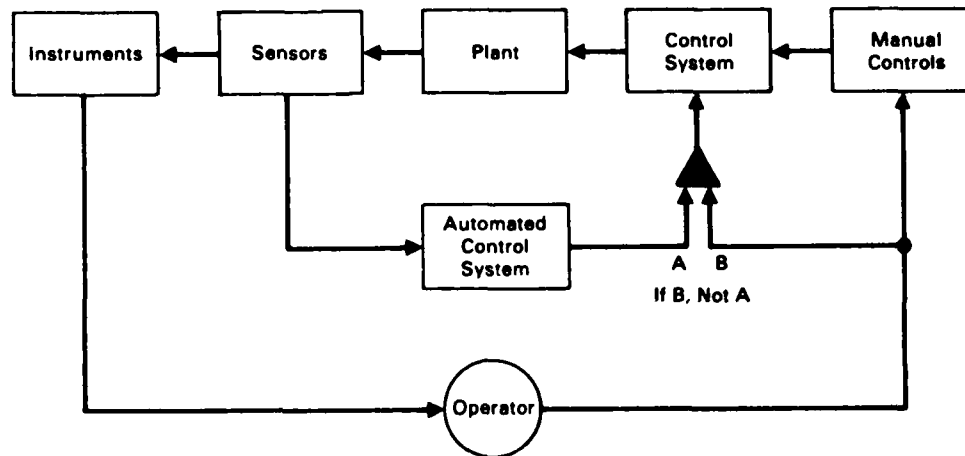 Instruments
Sensors
Plant
Control
System
Manual
Controls
Automated
Control
System
A B
If B, Not A
Operator